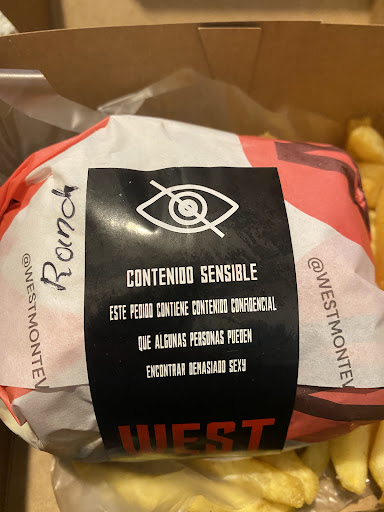 Ranch
@WESTMONTEV
CONTENIDO SENSIBLE
ESTE PEDIDO CONTIENE CONTENIDO CONFIDENCIAL
QUE ALGUNAS PERSONAS PUEDEN
ENCONTRAR DEMASIADO SEXY
WEST
@WESTMONTEV